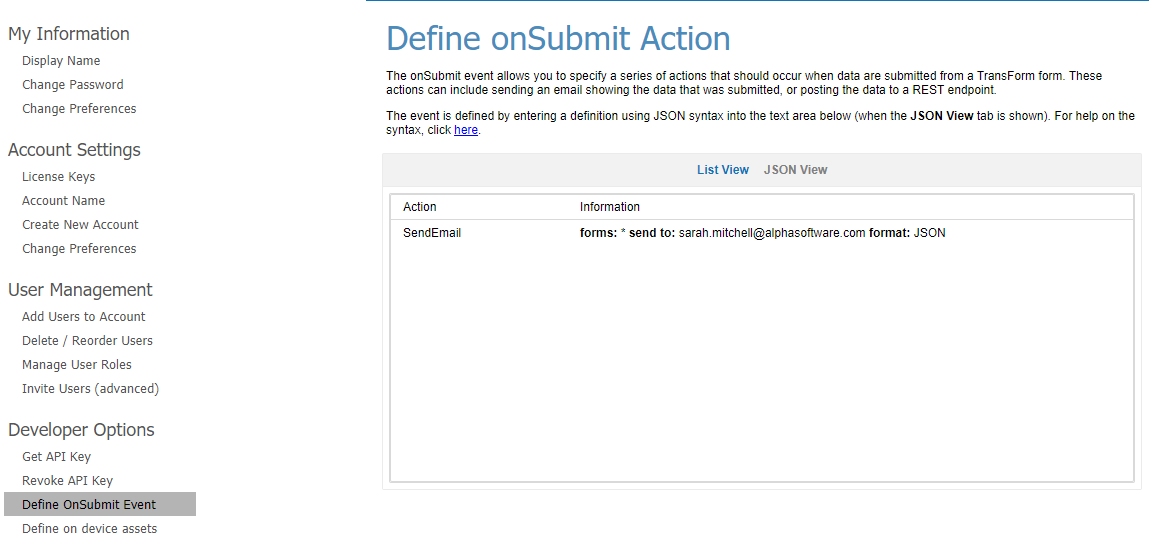 My Information
Display Name
Change Password
Change Preferences
Account Settings
License Keys
Account Name
Create New Account
Change Preferences
User Management
Add Users to Account
Delete / Reorder Users
Manage User Roles
Invite Users (advanced)
Developer Options
Get API Key
Revoke API Key
Define OnSubmit Event
Define on device assets
Define onSubmit Action
The onSubmit event allows you to specify a series of actions that should occur when data are submitted from a TransForm form. These
actions can include sending an email showing the data that was submitted, or posting the data to a REST endpoint.
The event is defined by entering a definition using JSON syntax into the text area below (when the JSON View tab is shown). For help on the
syntax, click here.
List View JSON View
Action Information
SendEmail forms: * send to: sarah.mitchell@alphasoftware.com format: JSON